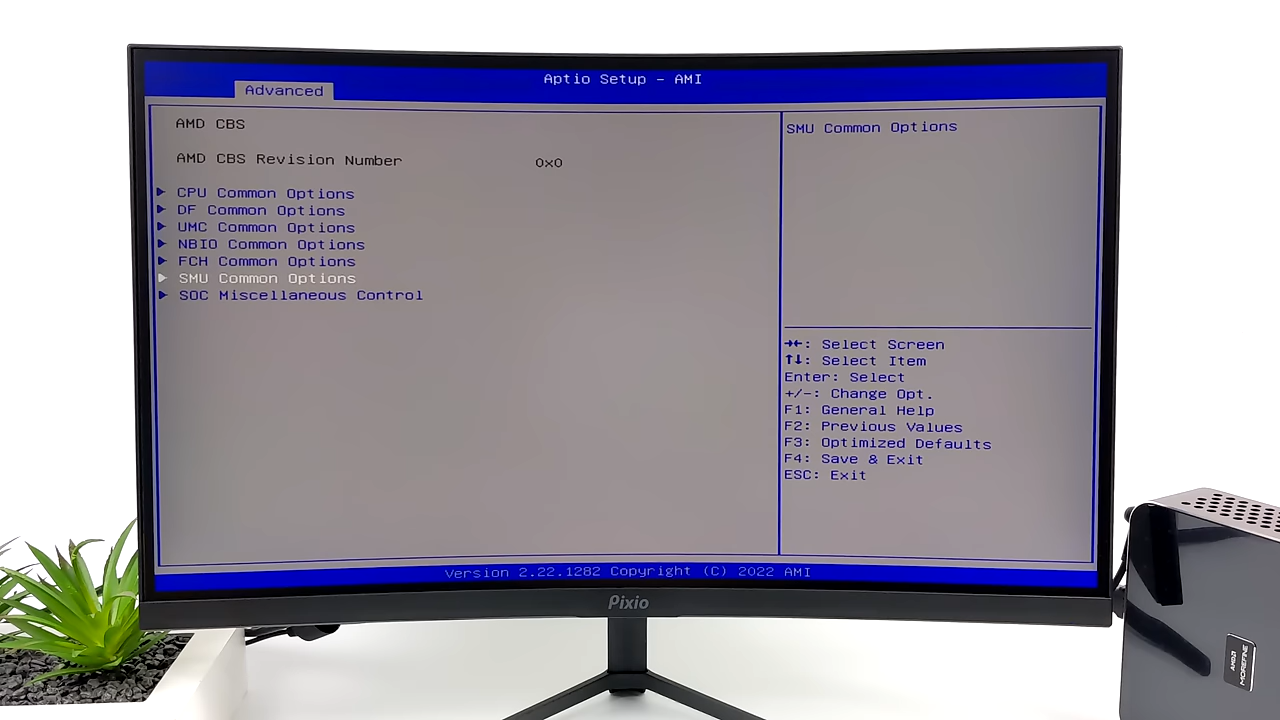 Aptio Setup - AMI
Advanced
AMD CBS
AMD CBS Revision Number 0x0
CPU Common Options
DF Common Options
UMC Common Options
NBIO Common Options
FCH Common Options
SMU Common Options
SOC Miscellaneous Control
SMU Common Options
→←: Select Screen
↑↓: Select Item
Enter: Select
+/-: Change Opt.
F1: General Help
F2: Previous Values
F3: Optimized Defaults
F4: Save & Exit
ESC: Exit
Version 2.22.1282 Copyright (C) 2022 AMI
Pixio
MOREFINE